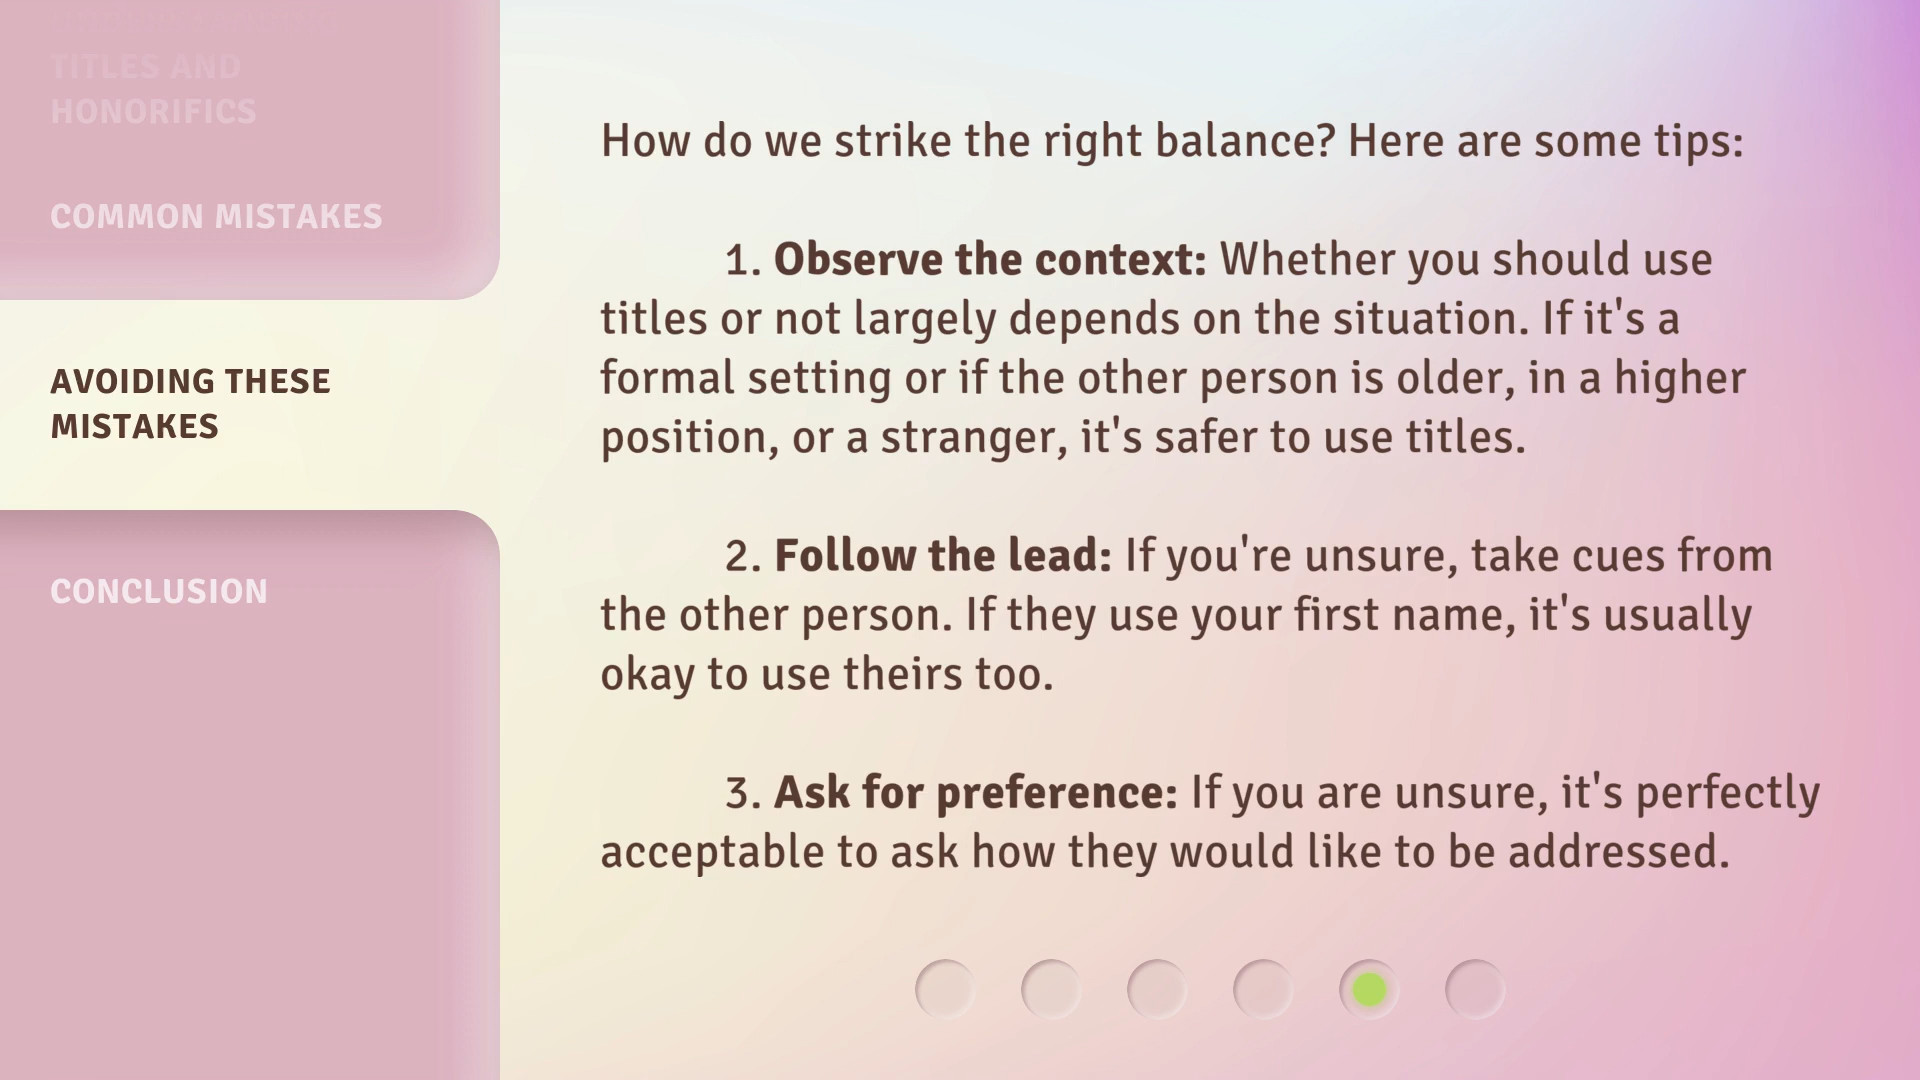 TITLES AND
HONORIFICS
COMMON MISTAKES
AVOIDING THESE
MISTAKES
CONCLUSION
How do we strike the right balance? Here are some tips:
1. Observe the context: Whether you should use
titles or not largely depends on the situation. If it's a
formal setting or if the other person is older, in a higher
position, or a stranger, it's safer to use titles.
2. Follow the lead: If you're unsure, take cues from
the other person. If they use your first name, it's usually
okay to use theirs too.
3. Ask for preference: If you are unsure, it's perfectly
acceptable to ask how they would like to be addressed.